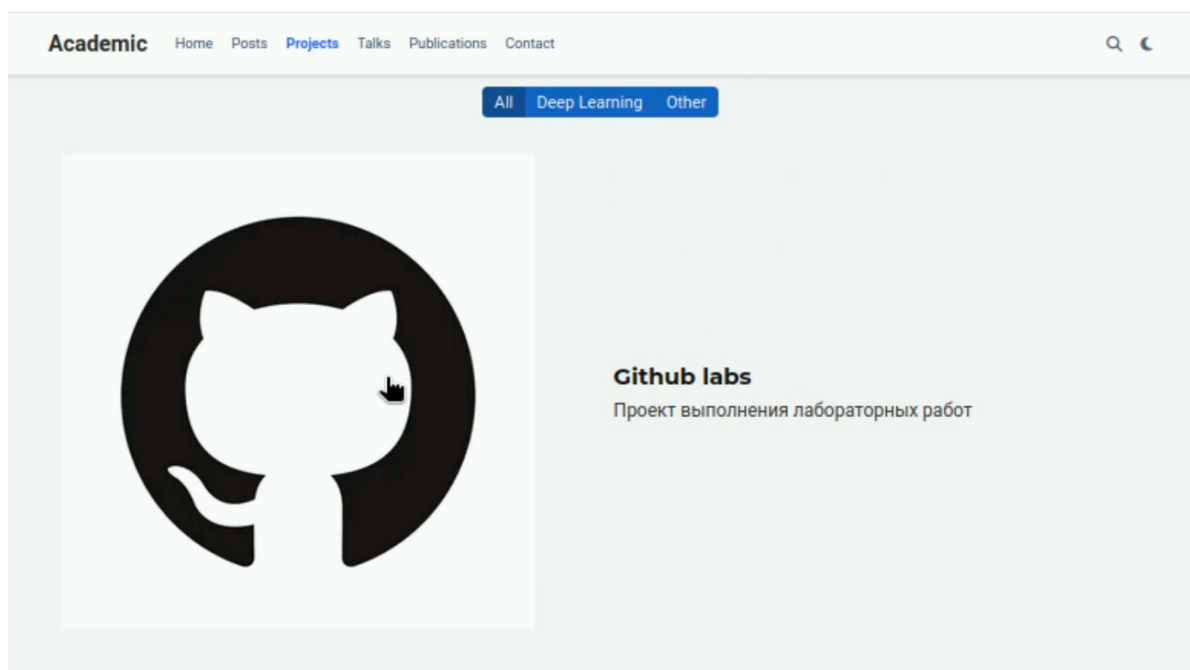 Academic Home Posts Projects Talks Publications Contact
All Deep Learning Other
Github labs
Проект выполнения лабораторных работ